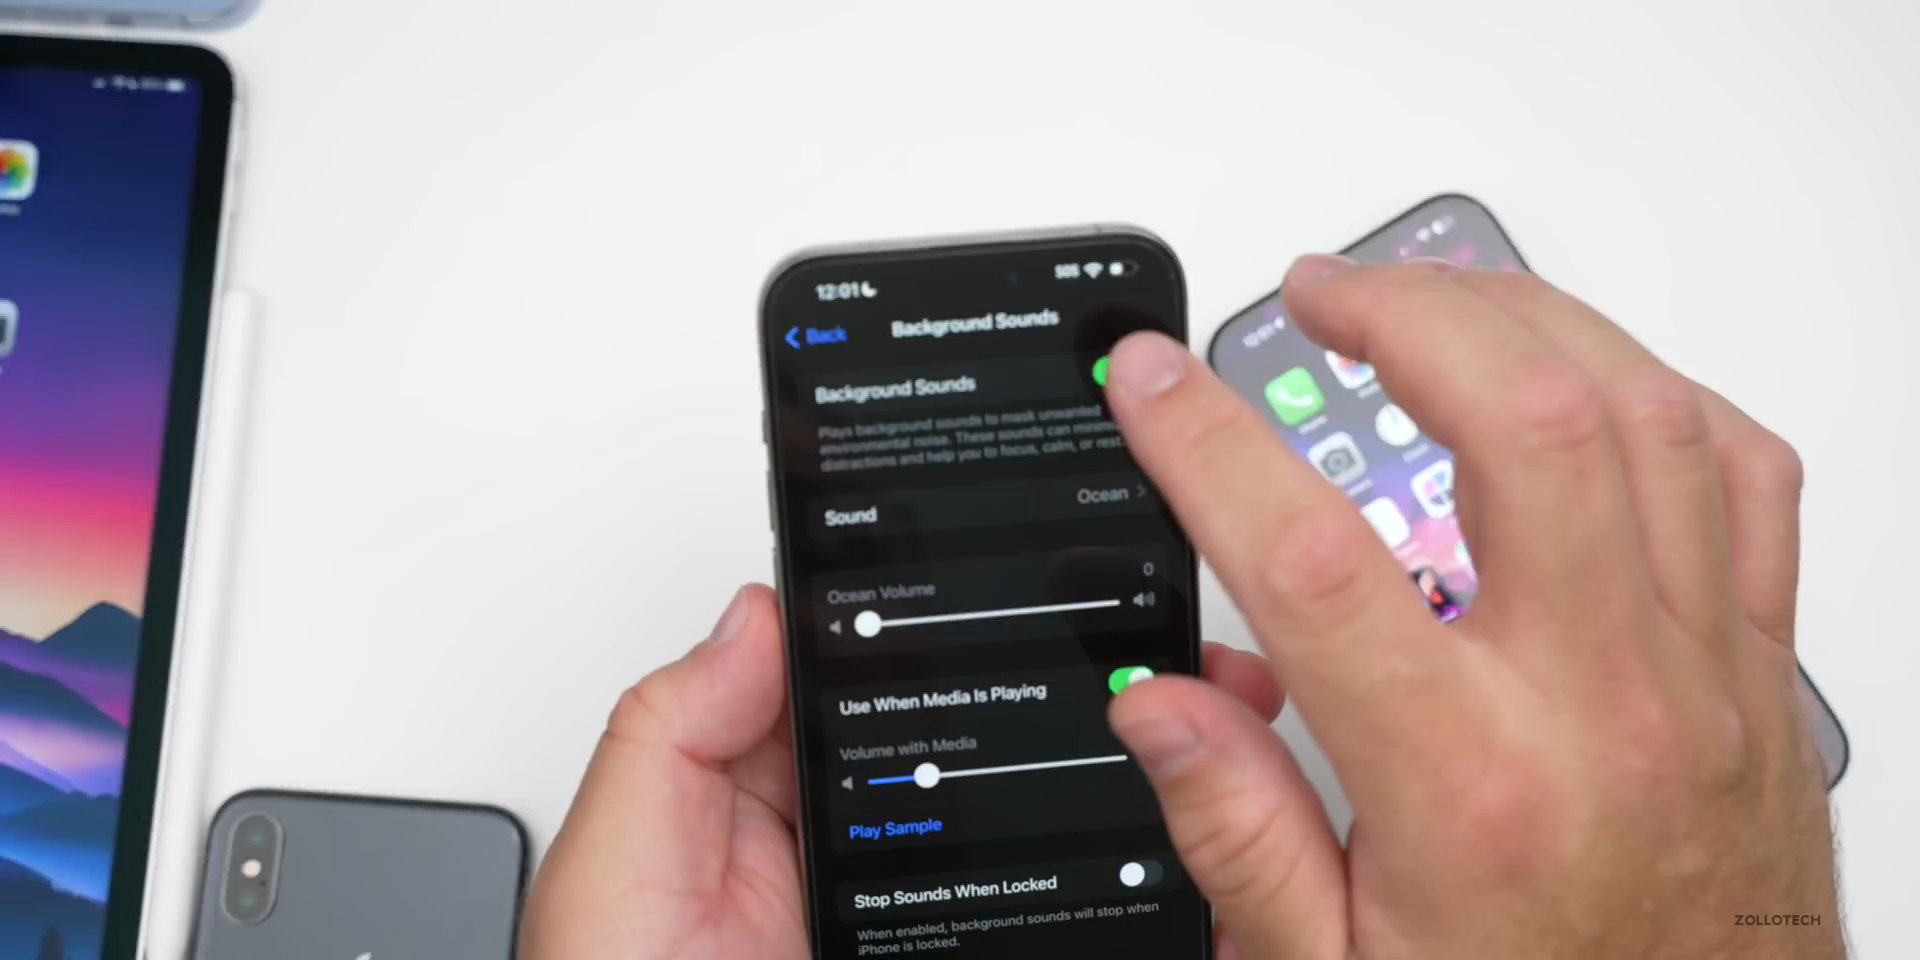 12:01
SOS
Back
Background Sounds
Background Sounds
Plays background sounds to mask unwanted
environmental noise. These sounds can
distractions and help you to focus, calm, or rest.
Sound
Ocean
Ocean Volume
0
Use When Media Is Playing
Volume with Media
Play Sample
Stop Sounds When Locked
When enabled, background sounds will stop when
iPhone is locked.
ZOLLOTECH